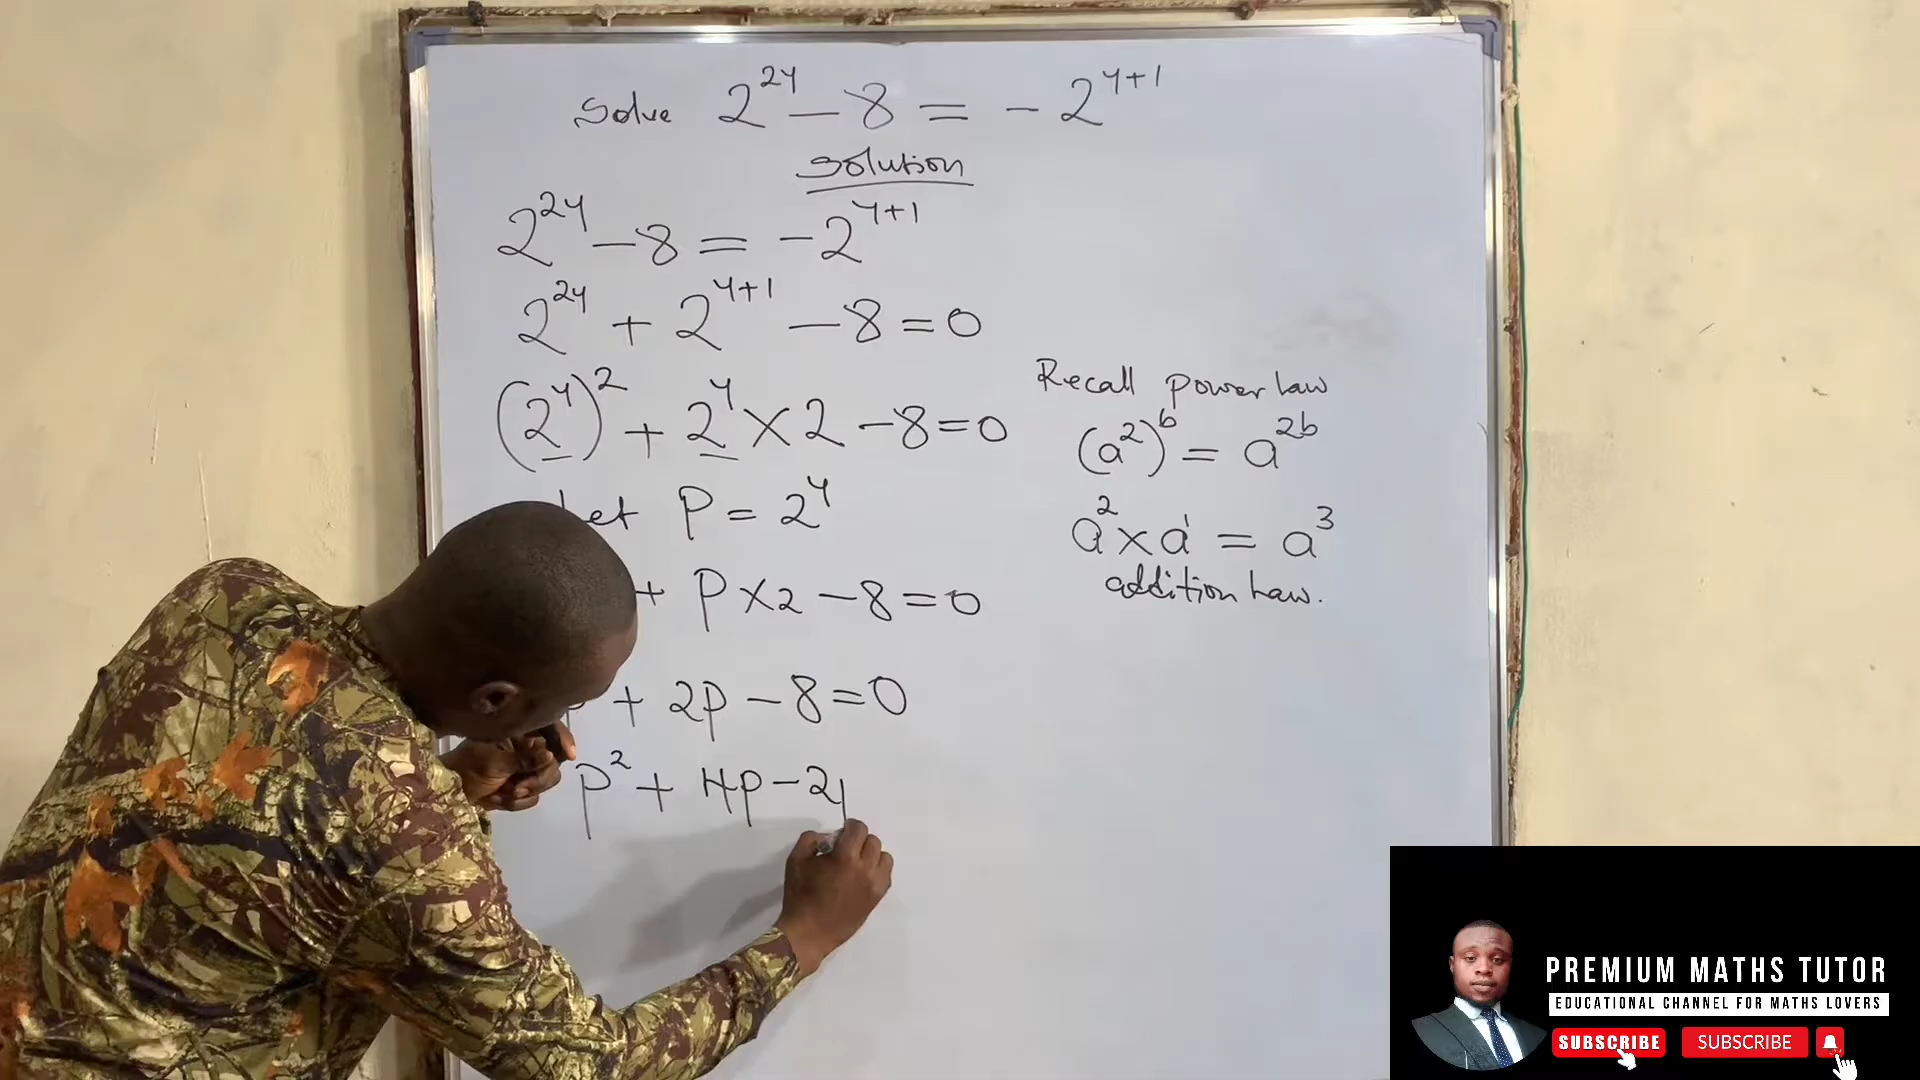 Solve 2^{2y} - 8 = -2^{y+1}
Solution
2^{2y} - 8 = -2^{y+1}
2^{2y} + 2^{y+1} - 8 = 0
(2^y)^2 + 2^y × 2 - 8 = 0
Let P = 2^y
+ P × 2 - 8 = 0
+ 2p - 8 = 0
p^2 + 4p - 2p
Recall power law
(a^2)^b = a^{2b}
a^2 × a^1 = a^3
addition Law.
PREMIUM MATHS TUTOR
EDUCATIONAL CHANNEL FOR MATHS LOVERS
SUBSCRIBE SUBSCRIBE